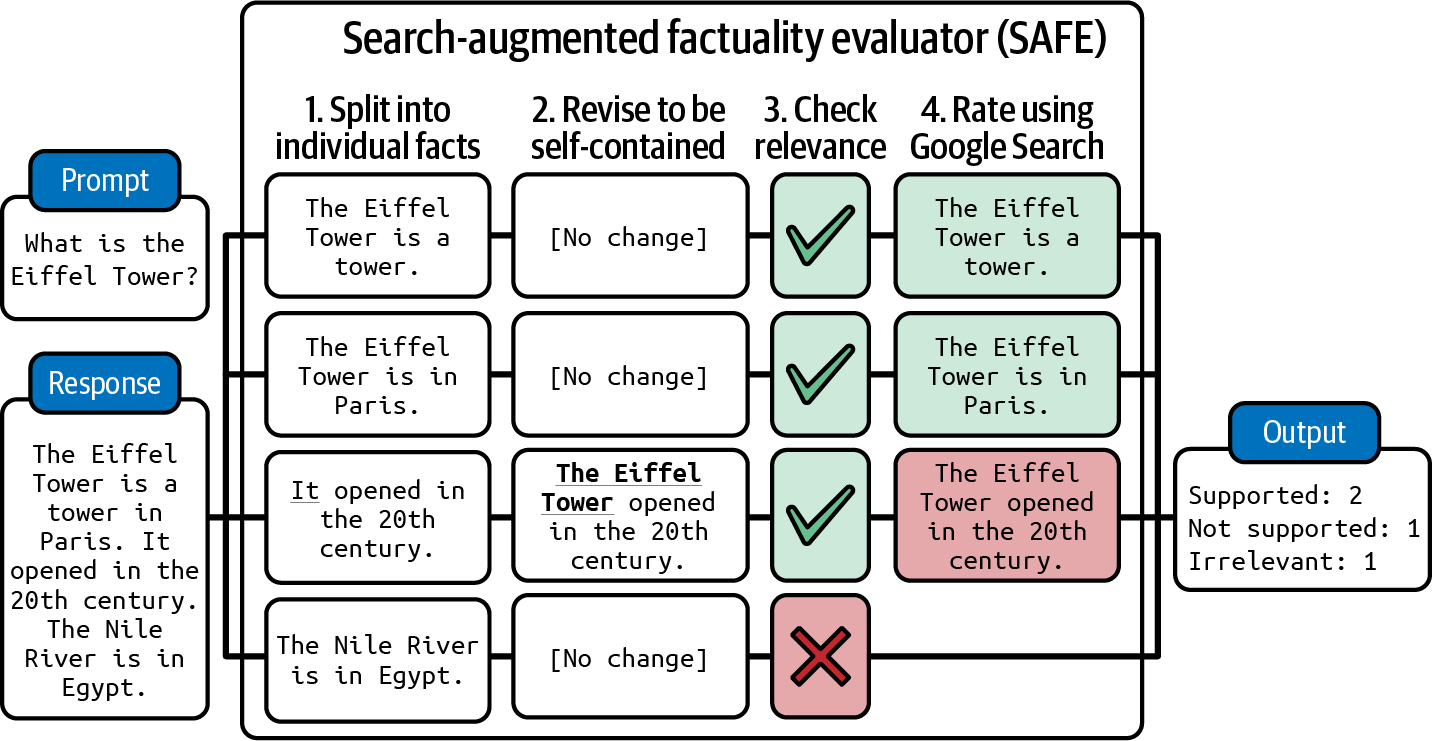 Search-augmented factuality evaluator (SAFE)
1. Split into
individual facts
2. Revise to be
self-contained
3. Check
relevance
4. Rate using
Google Search
Prompt
What is the
Eiffel Tower?
Response
The Eiffel
Tower is a
tower in
Paris. It
opened in the
20th century.
The Nile
River is in
Egypt.
The Eiffel
Tower is a
tower.
[No change]
The Eiffel
Tower is a
tower.
The Eiffel
Tower is in
Paris.
[No change]
The Eiffel
Tower is in
Paris.
It opened in
the 20th
century.
The Eiffel
Tower opened
in the 20th
century.
The Eiffel
Tower opened
in the 20th
century.
The Nile River
is in Egypt.
[No change]
Output
Supported: 2
Not supported: 1
Irrelevant: 1